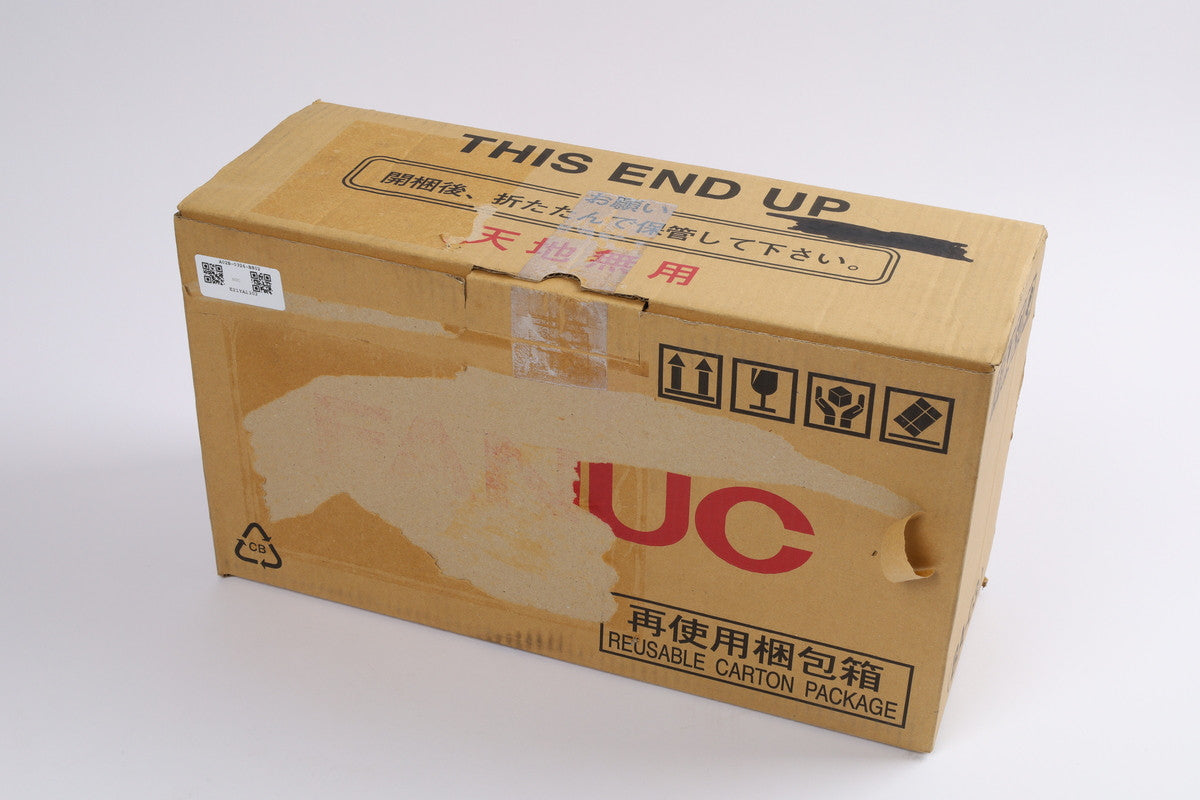 THIS END UP
お願い
開梱後、折たたんで保管して下さい。
天地無用
UC
CB
再使用梱包箱
REUSABLE CARTON PACKAGE